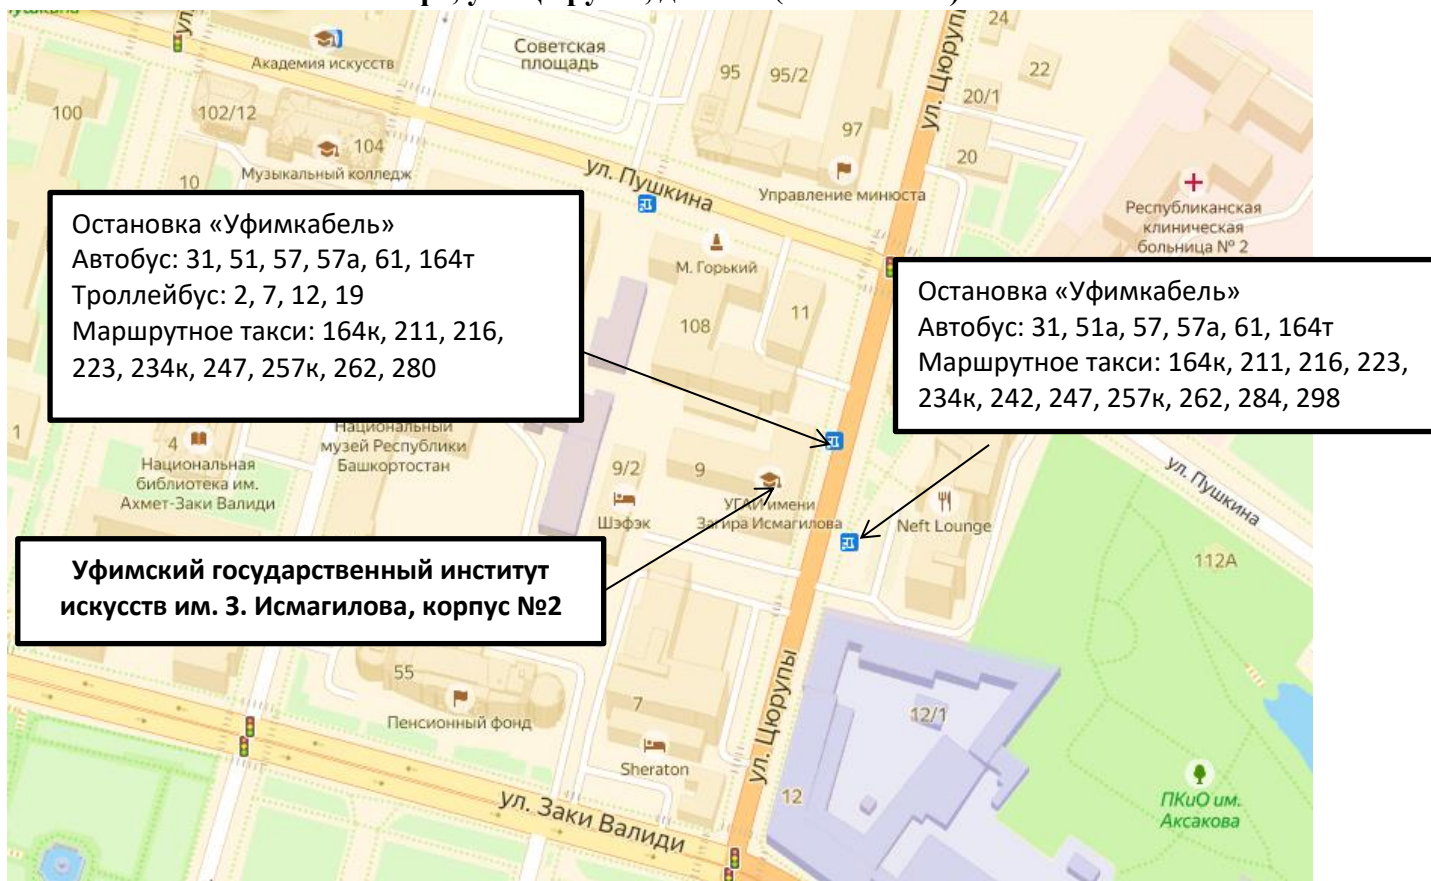 ул. Цюрупы
24
Академия искусств
Советская
площадь
95
95/2
22
20/1
100
102/12
104
97
20
Музыкальный колледж
10
ул. Пушкина
Управление минюста
Республиканская
клиническая
больница № 2
Остановка «Уфимкабель»
Автобус: 31, 51, 57, 57а, 61, 164т
Троллейбус: 2, 7, 12, 19
Маршрутное такси: 164к, 211, 216,
223, 234к, 247, 257к, 262, 280
М. Горький
108
11
Остановка «Уфимкабель»
Автобус: 31, 51а, 57, 57а, 61, 164т
Маршрутное такси: 164к, 211, 216, 223,
234к, 242, 247, 257к, 262, 284, 298
1
4
Национальная
библиотека им.
Ахмет-Заки Валиди
Национальный
музей Республики
Башкортостан
9/2
Шэфэк
9
УГАИ имени
Загира Исмагилова
Neft Lounge
ул. Пушкина
112А
Уфимский государственный институт
искусств им. З. Исмагилова, корпус №2
55
Пенсионный фонд
7
Sheraton
ул. Цюрупы
12/1
12
ул. Заки Валиди
ПКиО им.
Аксакова